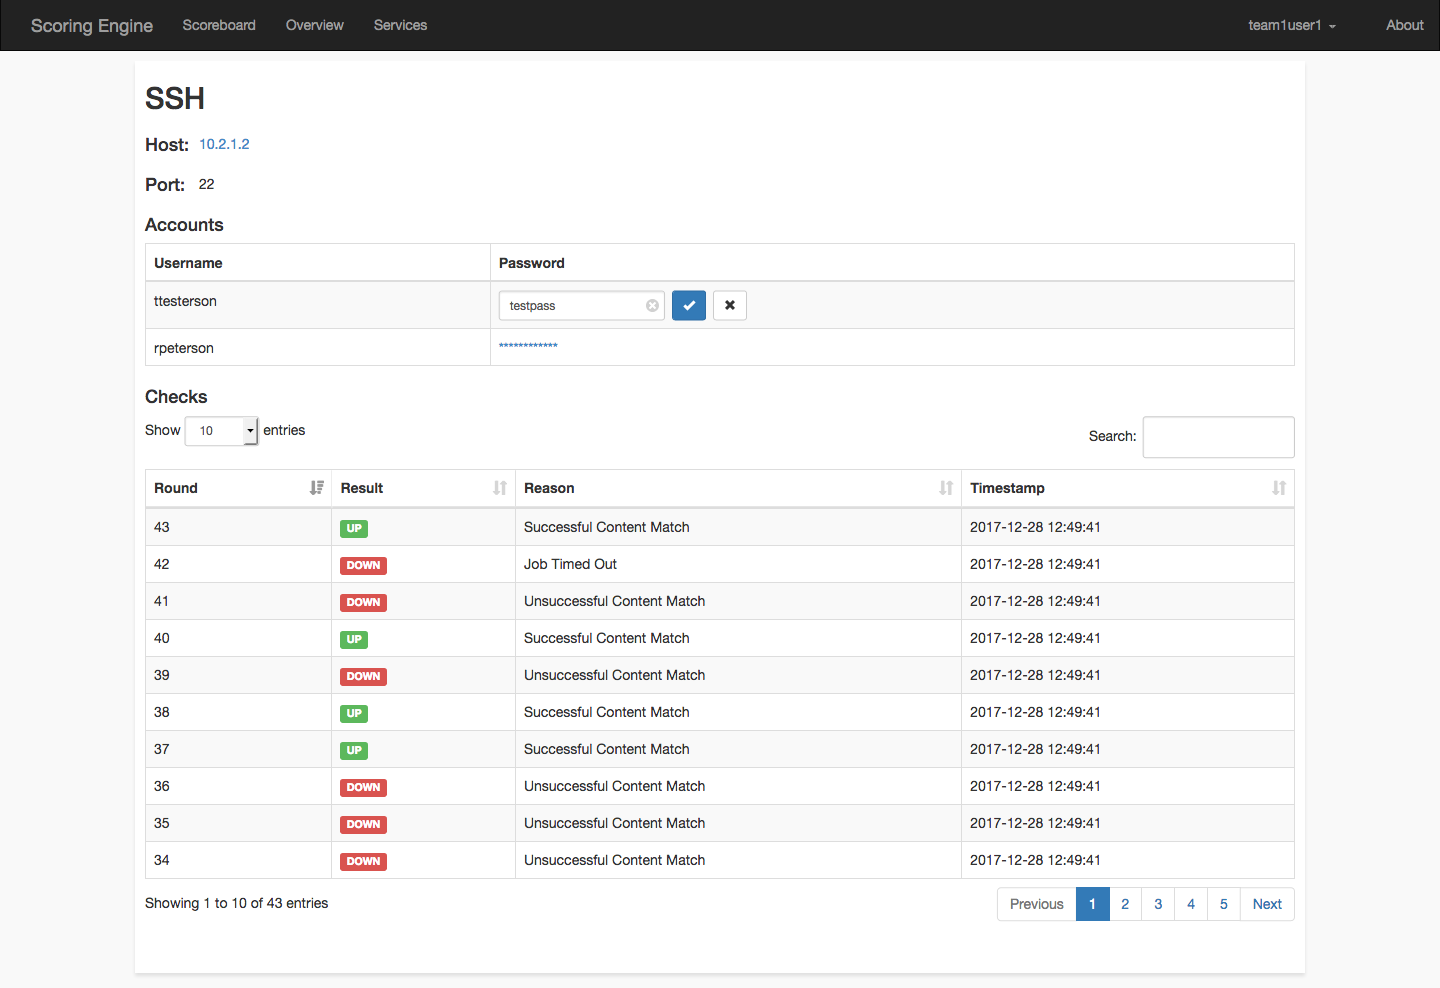 Scoring Engine Scoreboard Overview Services team1user1 About
SSH
Host: 10.2.1.2
Port: 22
Accounts
Username Password
ttesterson testpass
rpeterson ************
Checks
Show 10 entries Search:
Round Result Reason Timestamp
43 UP Successful Content Match 2017-12-28 12:49:41
42 DOWN Job Timed Out 2017-12-28 12:49:41
41 DOWN Unsuccessful Content Match 2017-12-28 12:49:41
40 UP Successful Content Match 2017-12-28 12:49:41
39 DOWN Unsuccessful Content Match 2017-12-28 12:49:41
38 UP Successful Content Match 2017-12-28 12:49:41
37 UP Successful Content Match 2017-12-28 12:49:41
36 DOWN Unsuccessful Content Match 2017-12-28 12:49:41
35 DOWN Unsuccessful Content Match 2017-12-28 12:49:41
34 DOWN Unsuccessful Content Match 2017-12-28 12:49:41
Showing 1 to 10 of 43 entries Previous 1 2 3 4 5 Next